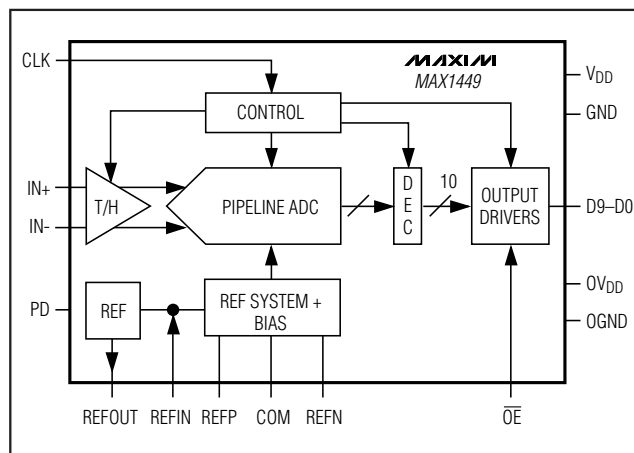 CLK
MAXIM
MAX1449
VDD
GND
CONTROL
IN+
IN-
T/H
PIPELINE ADC
DEC
10
OUTPUT
DRIVERS
D9–D0
PD
REF
REF SYSTEM +
BIAS
OVDD
OGND
REFOUT
REFIN
REFP
COM
REFN
OE